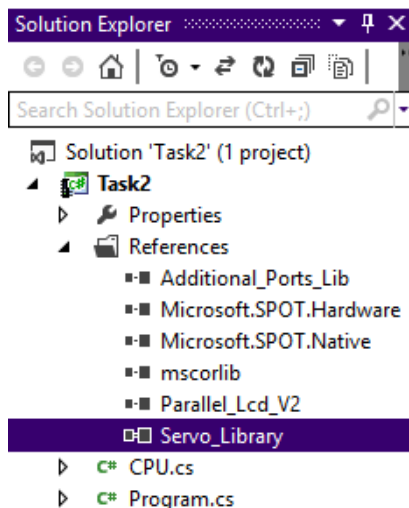 Solution Explorer
Search Solution Explorer (Ctrl+;)
Solution 'Task2' (1 project)
Task2
Properties
References
Additional_Ports_Lib
Microsoft.SPOT.Hardware
Microsoft.SPOT.Native
mscorlib
Parallel_Lcd_V2
Servo_Library
C# CPU.cs
C# Program.cs